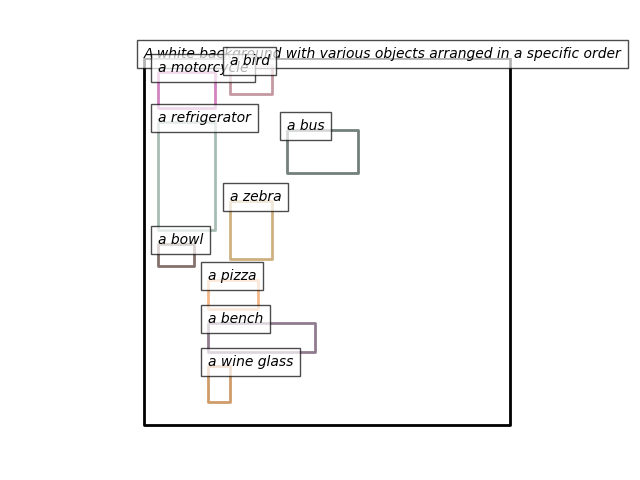 A white background with various objects arranged in a specific order
a motorcycle
a bird
a refrigerator
a bus
a zebra
a bowl
a pizza
a bench
a wine glass